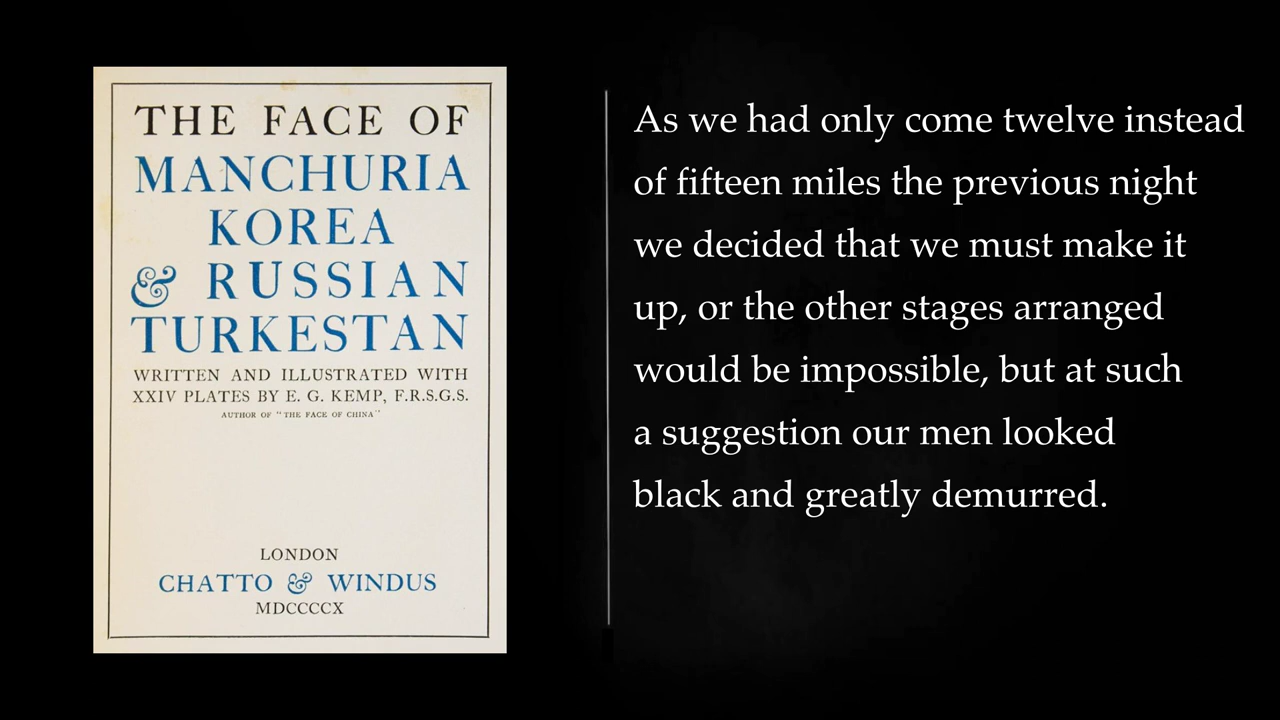 THE FACE OF
MANCHURIA
KOREA
& RUSSIAN
TURKESTAN
WRITTEN AND ILLUSTRATED WITH
XXIV PLATES BY E. G. KEMP, F.R.S.G.S.
AUTHOR OF "THE FACE OF CHINA"
LONDON
CHATTO & WINDUS
MDCCCCX
As we had only come twelve instead
of fifteen miles the previous night
we decided that we must make it
up, or the other stages arranged
would be impossible, but at such
a suggestion our men looked
black and greatly demurred.